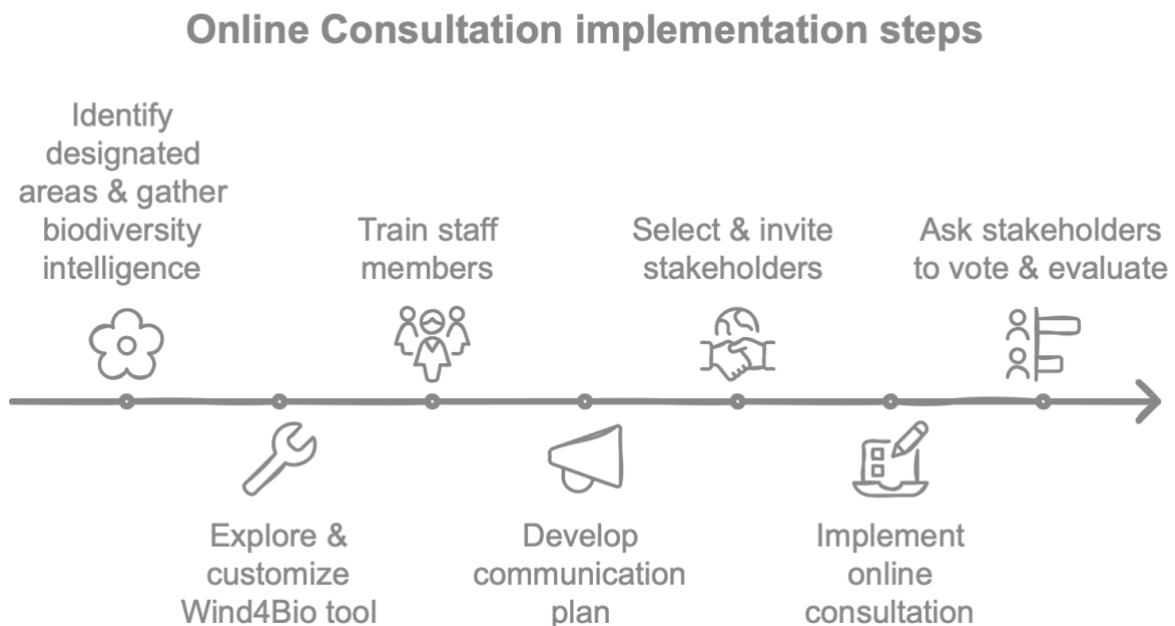 Online Consultation implementation steps
Identify
designated
areas & gather
biodiversity
intelligence
Explore &
customize
Wind4Bio tool
Train staff
members
Develop
communication
plan
Select & invite
stakeholders
Implement
online
consultation
Ask stakeholders
to vote & evaluate